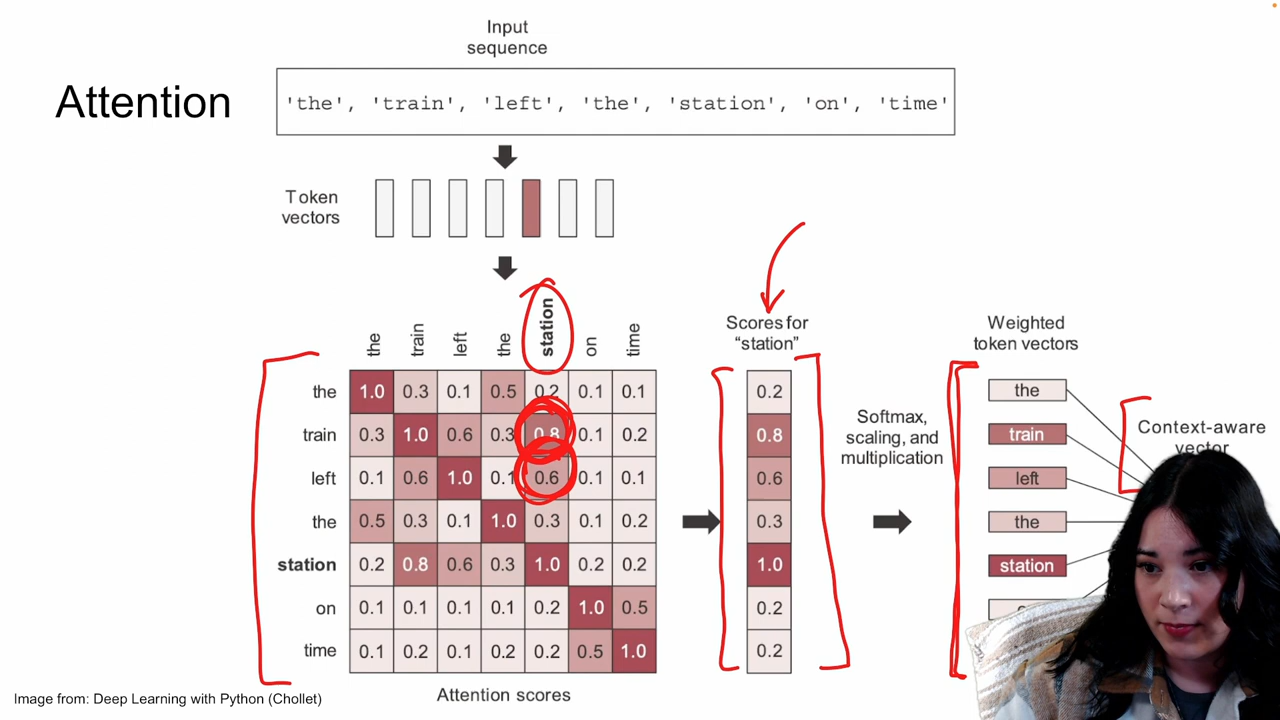 Input
sequence
Attention
'the', 'train', 'left', 'the', 'station', 'on', 'time'
Token
vectors
the train left the station on time
the 1.0 0.3 0.1 0.5 0.2 0.1 0.1
train 0.3 1.0 0.6 0.3 0.8 0.1 0.2
left 0.1 0.6 1.0 0.1 0.6 0.1 0.1
the 0.5 0.3 0.1 1.0 0.3 0.1 0.2
station 0.2 0.8 0.6 0.3 1.0 0.2 0.2
on 0.1 0.1 0.1 0.1 0.2 1.0 0.5
time 0.1 0.2 0.1 0.2 0.2 0.5 1.0
Attention scores
Scores for
"station"
0.2
0.8
0.6
0.3
1.0
0.2
0.2
Softmax,
scaling, and
multiplication
Weighted
token vectors
the
train
left
the
station
Context-aware
vector
Image from: Deep Learning with Python (Chollet)